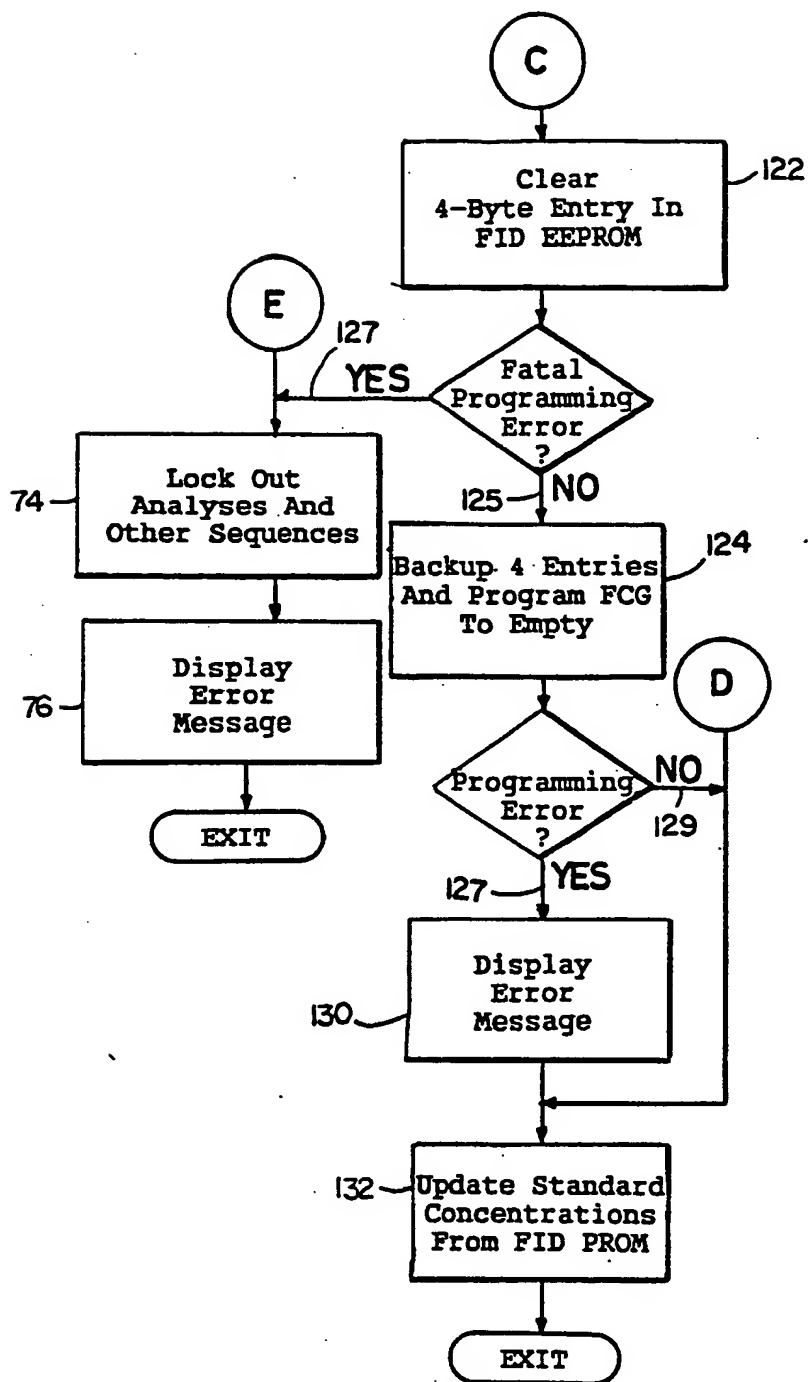 C
122
Clear
4-Byte Entry In
FID EEPROM
E
127
YES
Fatal
Programming
Error
?
125
NO
74
Lock Out
Analyses And
Other Sequences
124
Backup 4 Entries
And Program FCG
To Empty
76
Display
Error
Message
D
EXIT
Programming
Error
?
NO
129
127
YES
130
Display
Error
Message
132
Update Standard
Concentrations
From FID PROM
EXIT